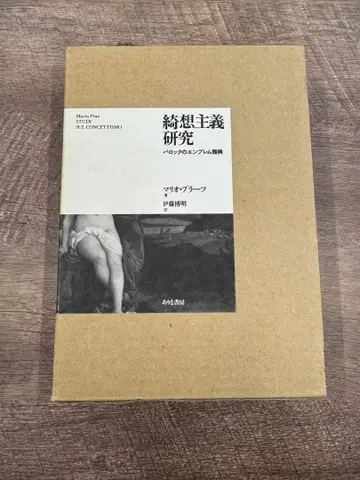 Mario Praz
STUDI
SUL CONCETTISMO
綺想主義
研究
バロックのエンブレム類典
マリオ・プラーツ
著
伊藤博明
訳
ありな書房